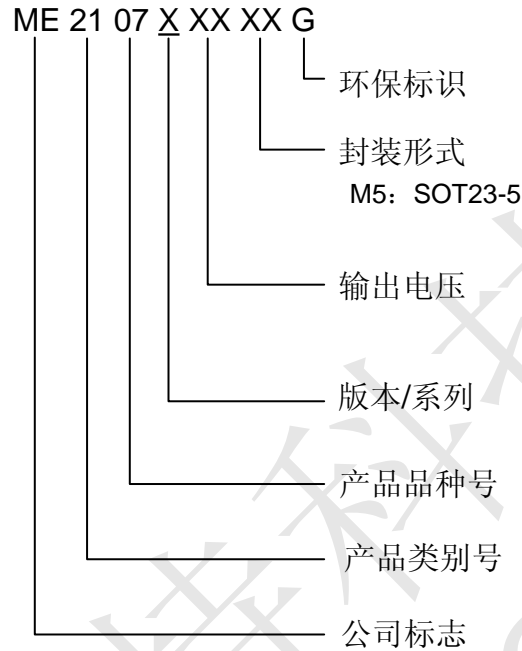 ME 21 07 X XX XX G
环保标识
封装形式
M5：SOT23-5
输出电压
版本/系列
产品品种号
产品类别号
公司标志